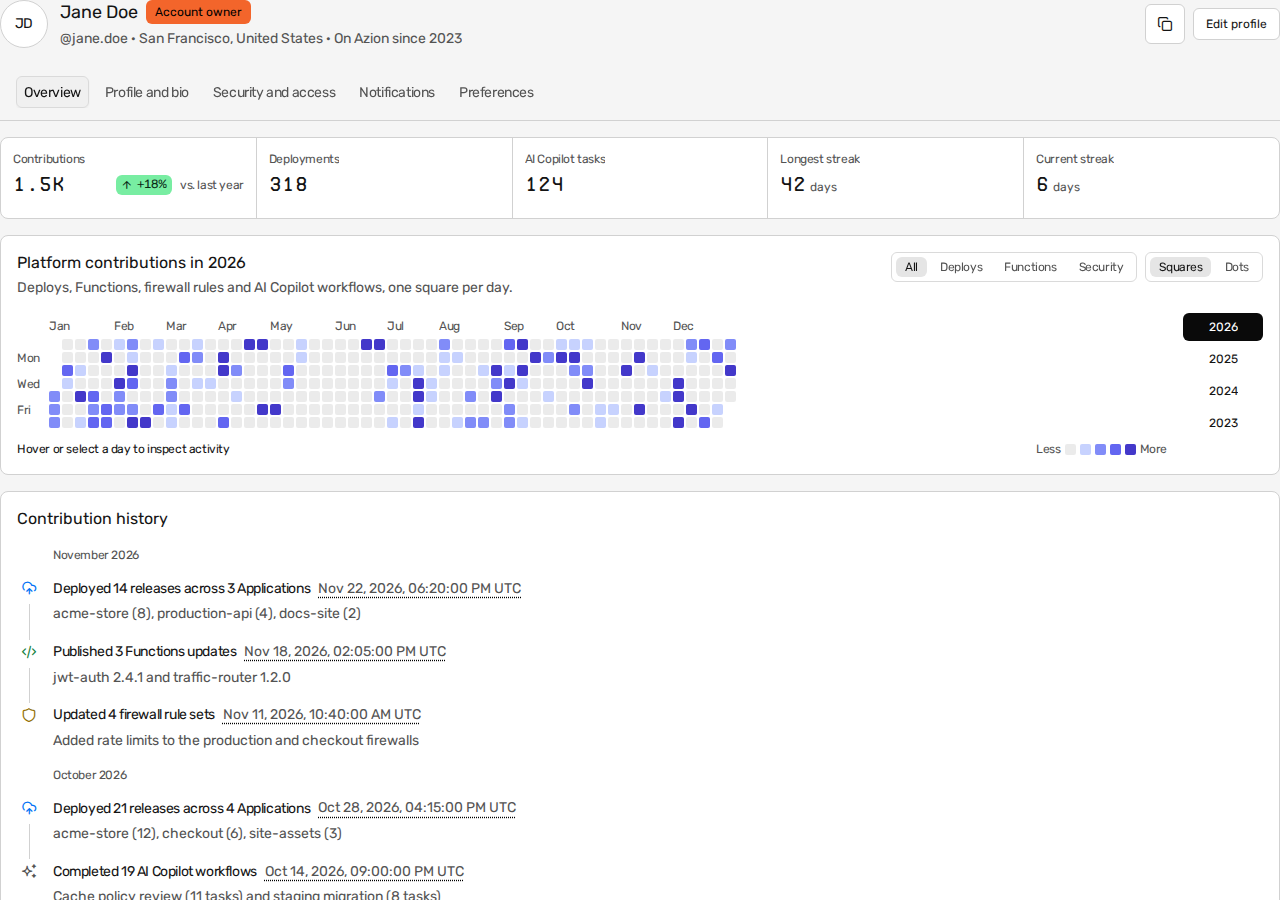 JD
Jane Doe Account owner
@jane.doe • San Francisco, United States • On Azion since 2023
Edit profile
Overview Profile and bio Security and access Notifications Preferences
Contributions Deployments AI Copilot tasks Longest streak Current streak
1.5K +18% vs. last year 318 124 42 days 6 days
Platform contributions in 2026
All Deploys Functions Security Squares Dots
Deploys, Functions, firewall rules and AI Copilot workflows, one square per day.
Jan Feb Mar Apr May Jun Jul Aug Sep Oct Nov Dec
2026
Mon
2025
Wed
2024
Fri
2023
Hover or select a day to inspect activity
Less More
Contribution history
November 2026
Deployed 14 releases across 3 Applications Nov 22, 2026, 06:20:00 PM UTC
acme-store (8), production-api (4), docs-site (2)
Published 3 Functions updates Nov 18, 2026, 02:05:00 PM UTC
jwt-auth 2.4.1 and traffic-router 1.2.0
Updated 4 firewall rule sets Nov 11, 2026, 10:40:00 AM UTC
Added rate limits to the production and checkout firewalls
October 2026
Deployed 21 releases across 4 Applications Oct 28, 2026, 04:15:00 PM UTC
acme-store (12), checkout (6), site-assets (3)
Completed 19 AI Copilot workflows Oct 14, 2026, 09:00:00 PM UTC
Cache policy review (11 tasks) and staging migration (8 tasks)